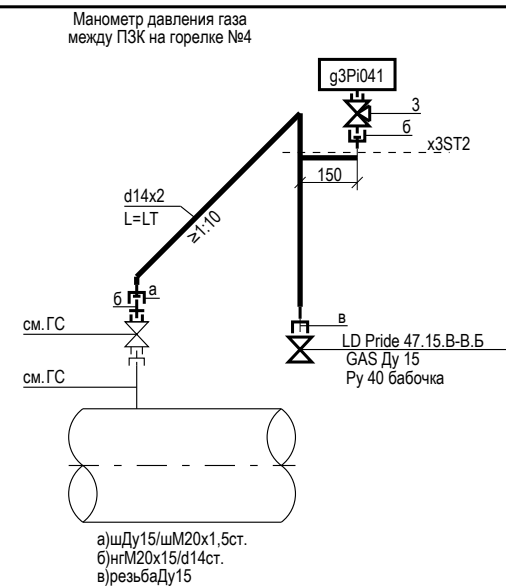 Манометр давления газа
между ПЗК на горелке №4
g3Pi041
3
б
x3ST2
150
d14x2
L=LT
≥1:10
а
б
в
см.ГС
LD Pride 47.15.В-В.Б
GAS Ду 15
Ру 40 бабочка
см.ГС
а)шДу15/шМ20х1,5ст.
б)нгМ20х15/d14ст.
в)резьбаДу15